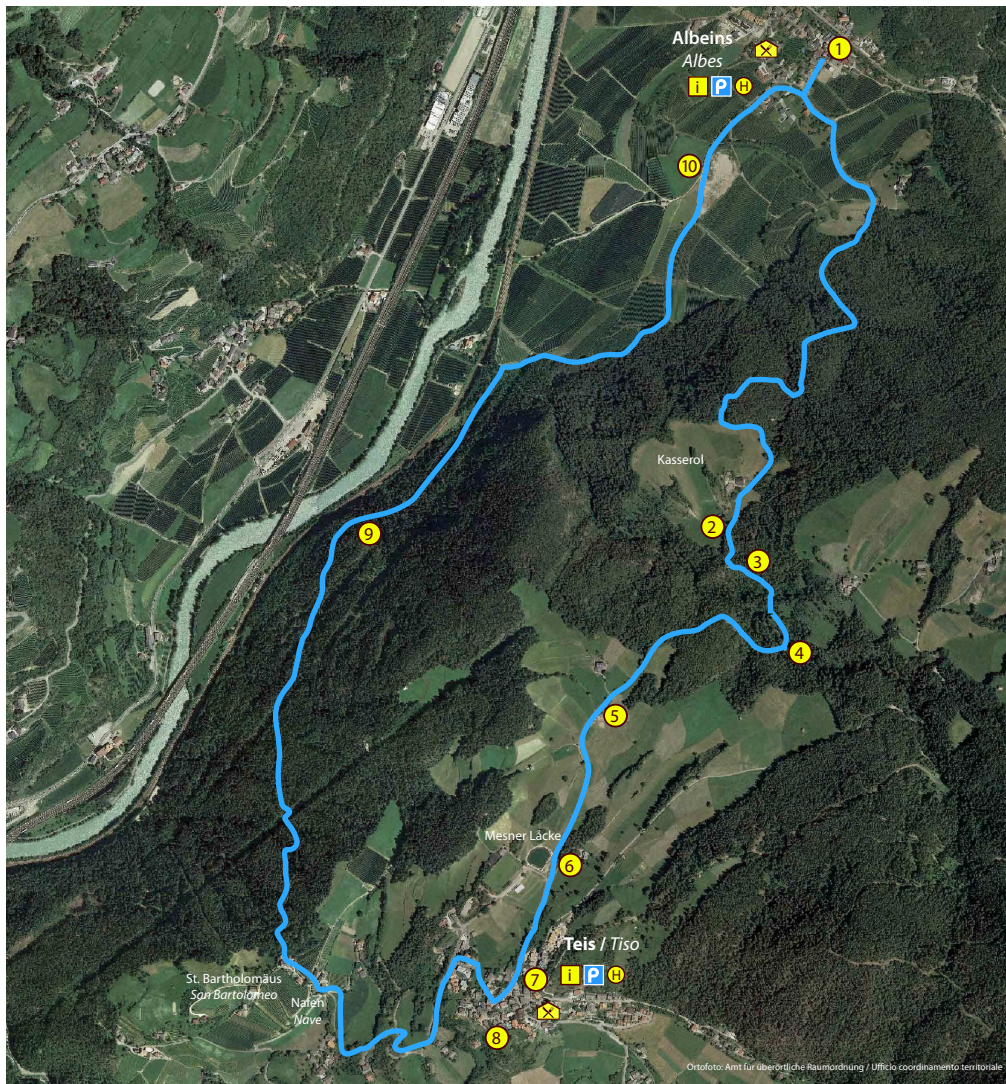 Albeins
Albes
1
i P H
10
Kasserol
2
3
9
4
5
Mesner Läcke
6
Teis / Tiso
7
i P H
St. Bartholomäus
San Bartolomeo
Nafen
Nave
8
Ortofoto: Amt für überörtliche Raumordnung / Ufficio coordinamento territoriale